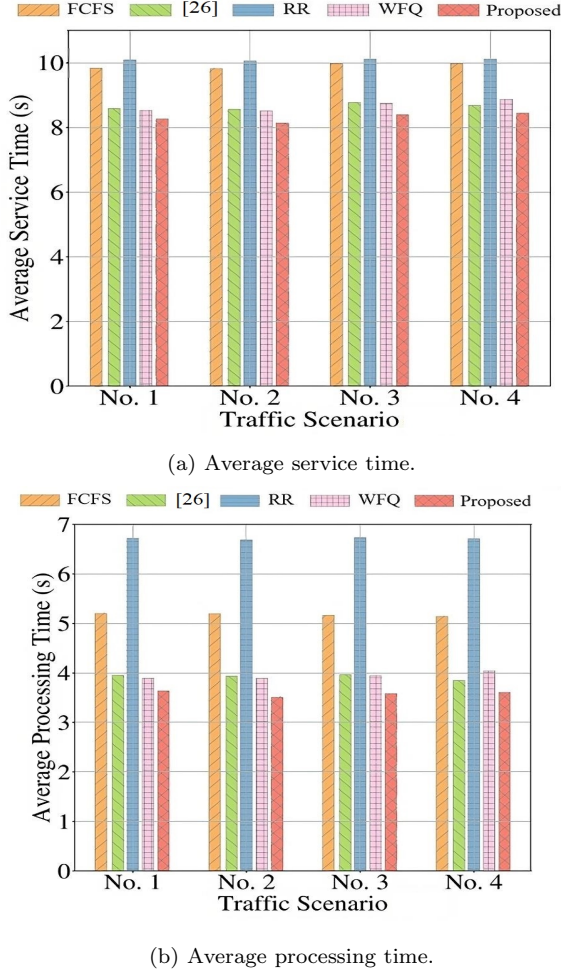 FCFS [26] RR WFQ Proposed
Average Service Time (s)
10
8
6
4
2
0
No. 1 No. 2 No. 3 No. 4
Traffic Scenario
(a) Average service time.
FCFS [26] RR WFQ Proposed
Average Processing Time (s)
7
6
5
4
3
2
1
0
No. 1 No. 2 No. 3 No. 4
Traffic Scenario
(b) Average processing time.